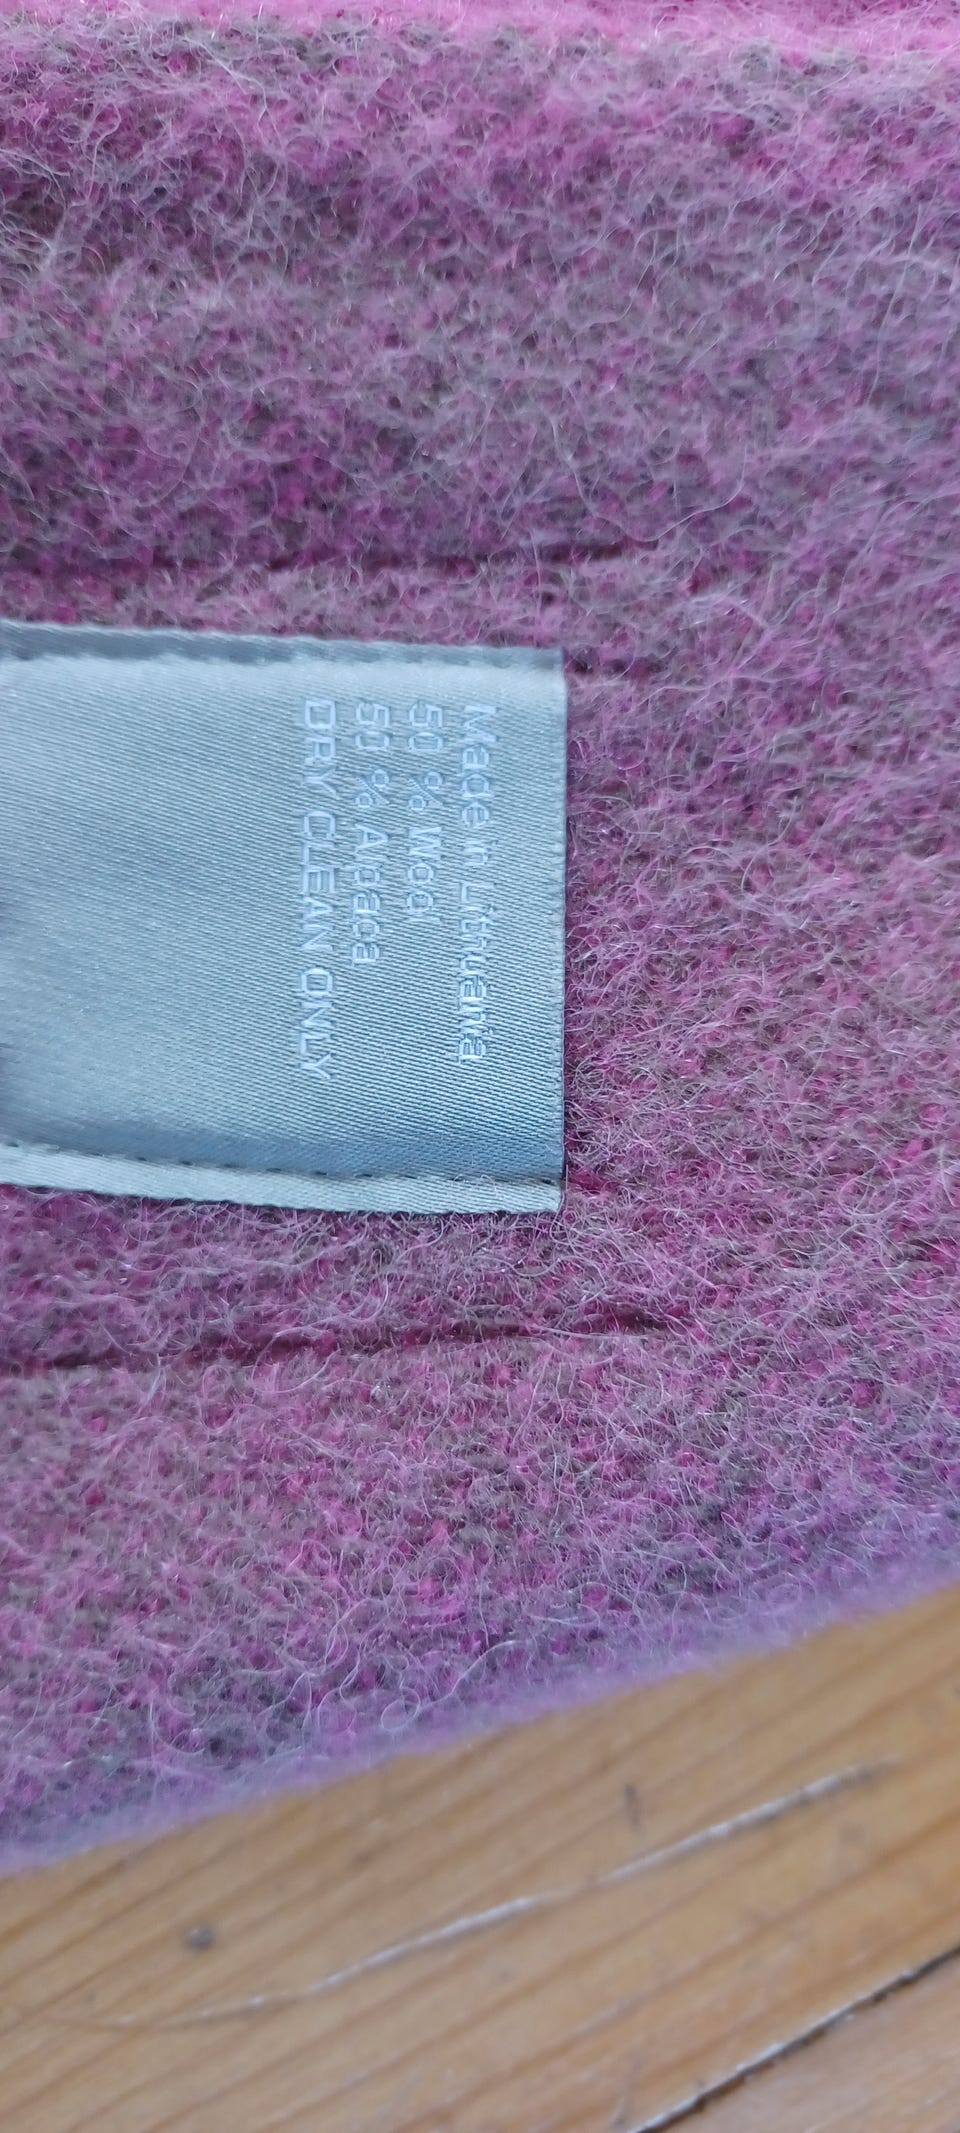 Made in Lithuania
50 % Wool
50 % Alpaca
DRY CLEAN ONLY